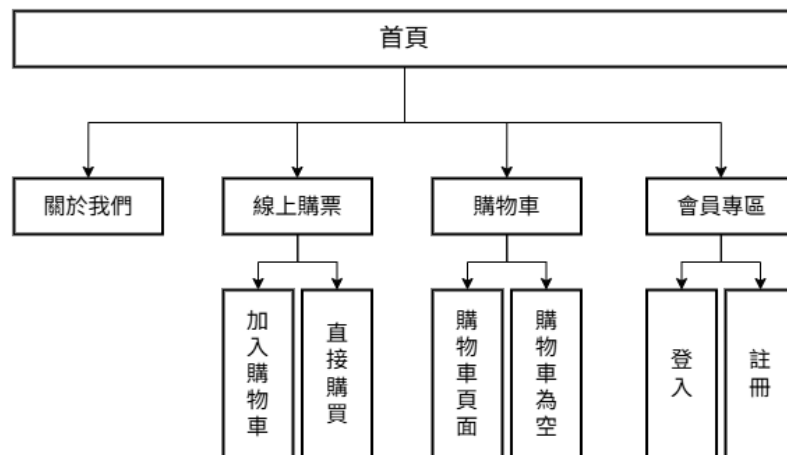 首頁
關於我們
線上購票
購物車
會員專區
加入購物車
直接購買
購物車頁面
購物車為空
登入
註冊